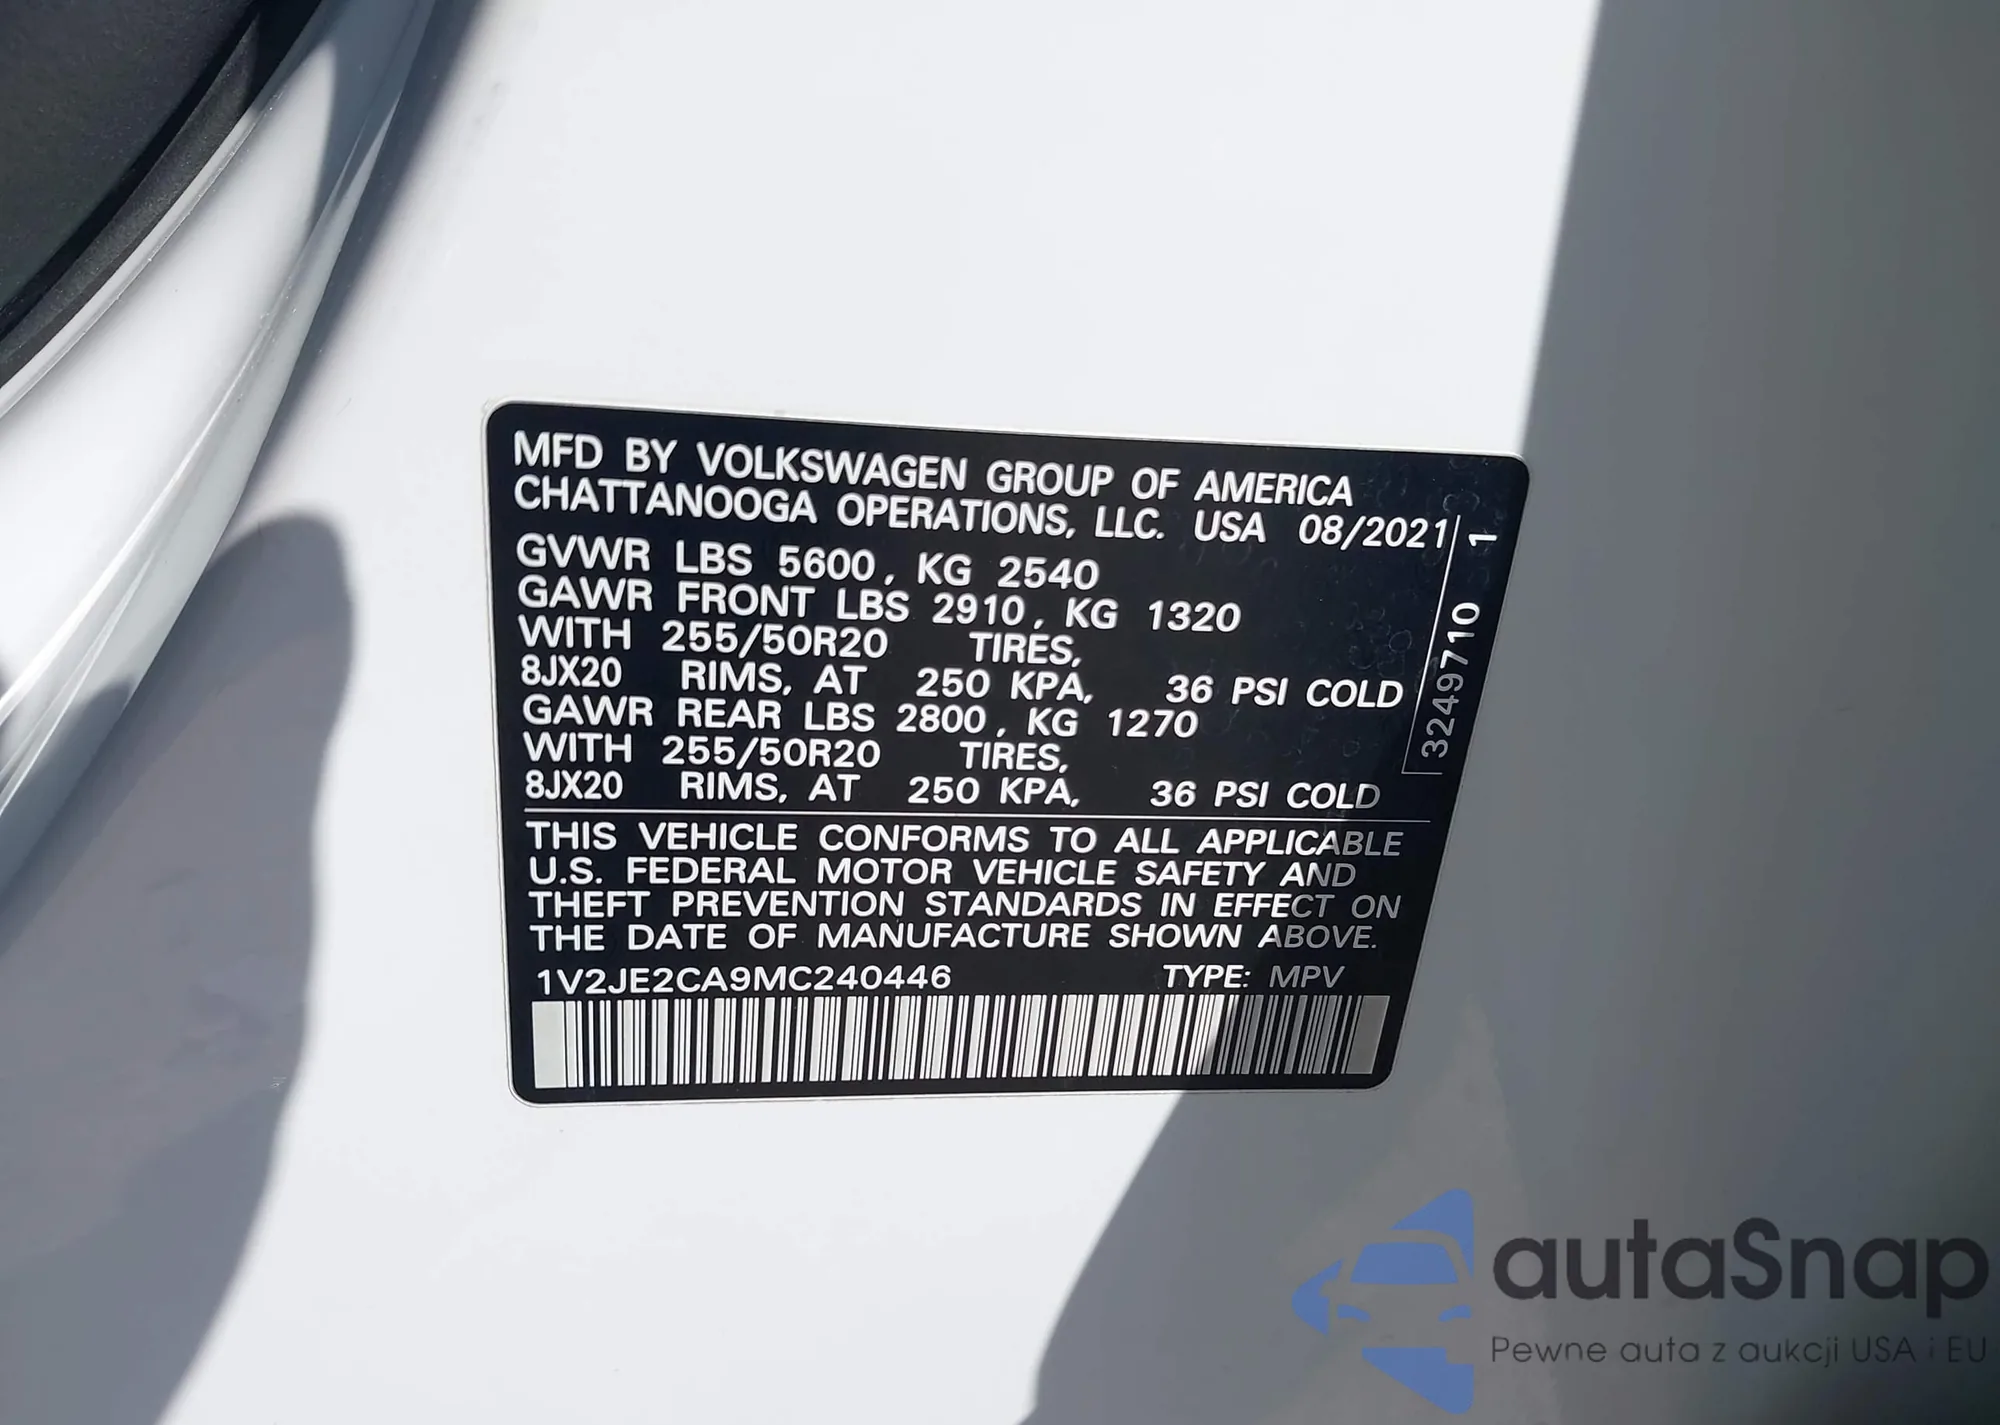 MFD BY VOLKSWAGEN GROUP OF AMERICA
CHATTANOOGA OPERATIONS, LLC. USA 08/2021
GVWR LBS 5600, KG 2540
GAWR FRONT LBS 2910, KG 1320
WITH 255/50R20 TIRES,
8JX20 RIMS, AT 250 KPA, 36 PSI COLD
GAWR REAR LBS 2800, KG 1270
WITH 255/50R20 TIRES,
8JX20 RIMS, AT 250 KPA, 36 PSI COLD
3249710 1
THIS VEHICLE CONFORMS TO ALL APPLICABLE
U.S. FEDERAL MOTOR VEHICLE SAFETY AND
THEFT PREVENTION STANDARDS IN EFFECT ON
THE DATE OF MANUFACTURE SHOWN ABOVE.
1V2JE2CA9MC240446 TYPE: MPV
autaSnap
Pewne auta z aukcji USA i EU